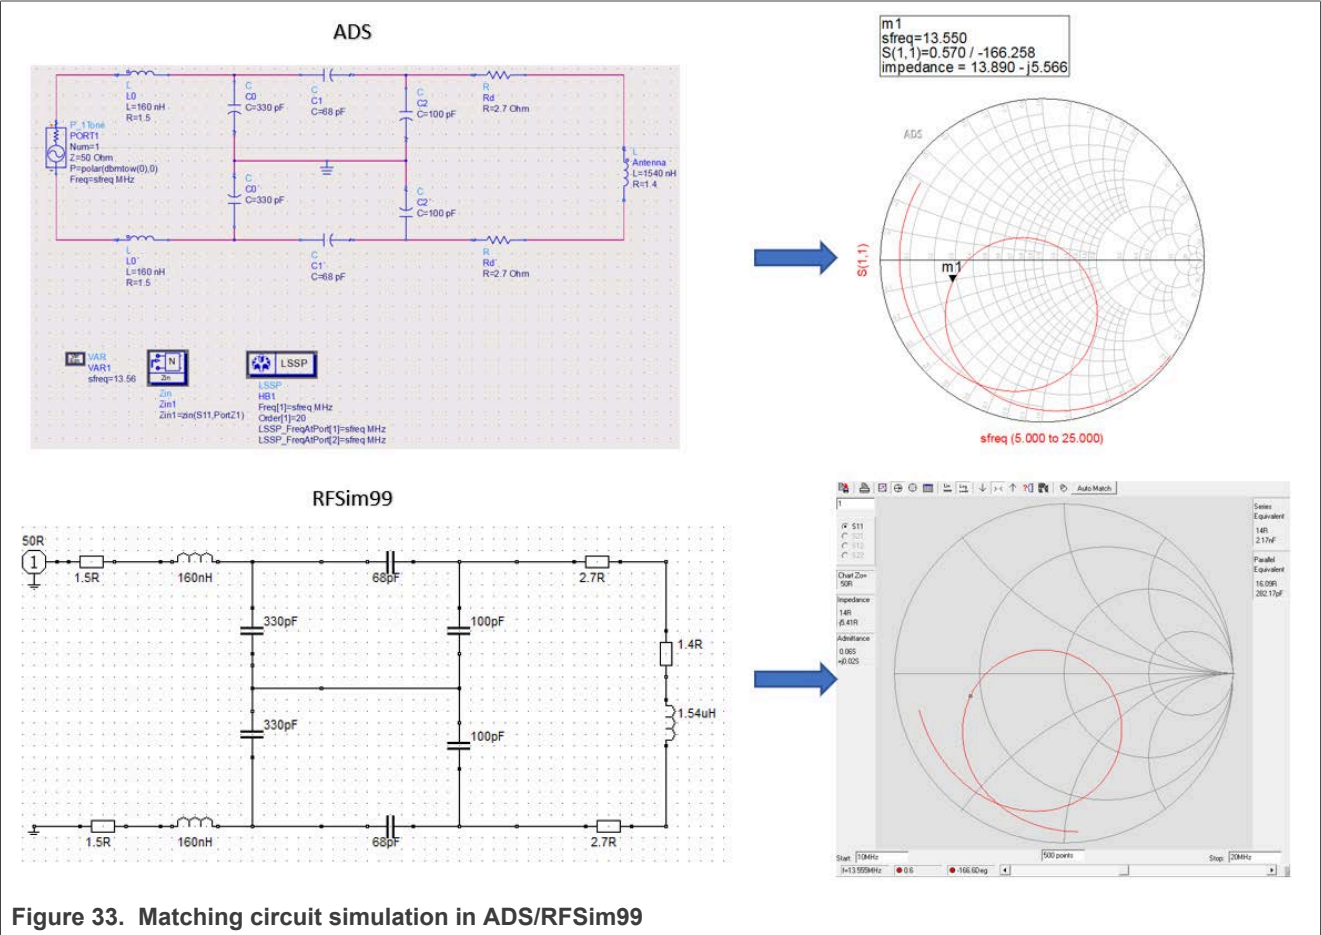 ADS
L
L0
L=160 nH
R=1.5
C
C0
C=330 pF
C
C1
C=68 pF
C
C2
C=100 pF
R
Rd
R=2.7 Ohm
P_1Tone
PORT1
Num=1
Z=50 Ohm
P=polar(dbmtow(0),0)
Freq=sfreq MHz
L
Antenna
L=1540 nH
R=1.4
C
C0`
C=330 pF
C
C2`
C=100 pF
L
L0`
L=160 nH
R=1.5
C
C1`
C=68 pF
R
Rd`
R=2.7 Ohm
VAR
VAR1
sfreq=13.56
N
Zin
Zin
Zin1
Zin1=zin(S11,PortZ1)
LSSP
LSSP
HB1
Freq[1]=sfreq MHz
Order[1]=20
LSSP_FreqAtPort[1]=sfreq MHz
LSSP_FreqAtPort[2]=sfreq MHz
m1
sfreq=13.550
S(1,1)=0.570 / -166.258
impedance = 13.890 - j5.566
ADS
S(1,1)
m1
sfreq (5.000 to 25.000)
RFSim99
50R
1
1.5R
160nH
68pF
2.7R
330pF
100pF
1.4R
1.54uH
330pF
100pF
1.5R
160nH
68pF
2.7R
Auto Match
1
S11
S21
S12
S22
Chart Zo=
50R
Impedance
14R
-j5.41R
Admittance
0.06S
+j0.02S
Series
Equivalent
14R
2.17nF
Parallel
Equivalent
16.09R
282.17pF
Start 10MHz
500 points
Stop 20MHz
f=13.555MHz
0.6
-166.6Deg
Figure 33. Matching circuit simulation in ADS/RFSim99